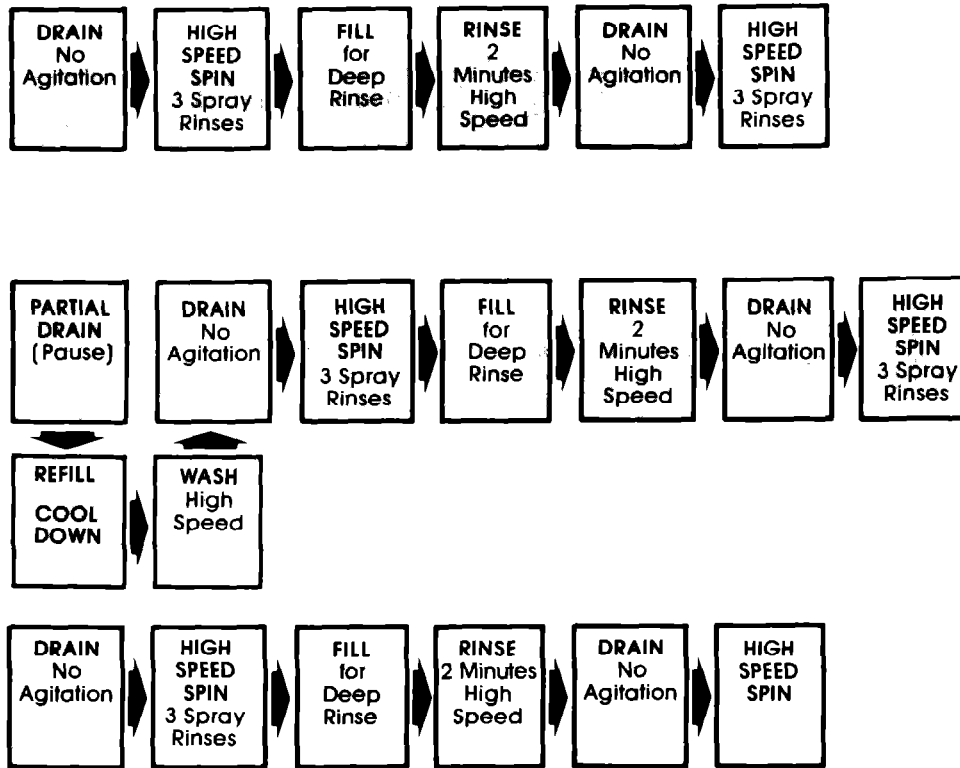 DRAIN
No
Agitation
HIGH
SPEED
SPIN
3 Spray
Rinses
FILL
for
Deep
Rinse
RINSE
2
Minutes
High
Speed
DRAIN
No
Agitation
HIGH
SPEED
SPIN
3 Spray
Rinses
PARTIAL
DRAIN
(Pause)
REFILL
COOL
DOWN
WASH
High
Speed
DRAIN
No
Agitation
HIGH
SPEED
SPIN
3 Spray
Rinses
FILL
for
Deep
Rinse
RINSE
2
Minutes
High
Speed
DRAIN
No
Agitation
HIGH
SPEED
SPIN
3 Spray
Rinses
DRAIN
No
Agitation
HIGH
SPEED
SPIN
3 Spray
Rinses
FILL
for
Deep
Rinse
RINSE
2 Minutes
High
Speed
DRAIN
No
Agitation
HIGH
SPEED
SPIN